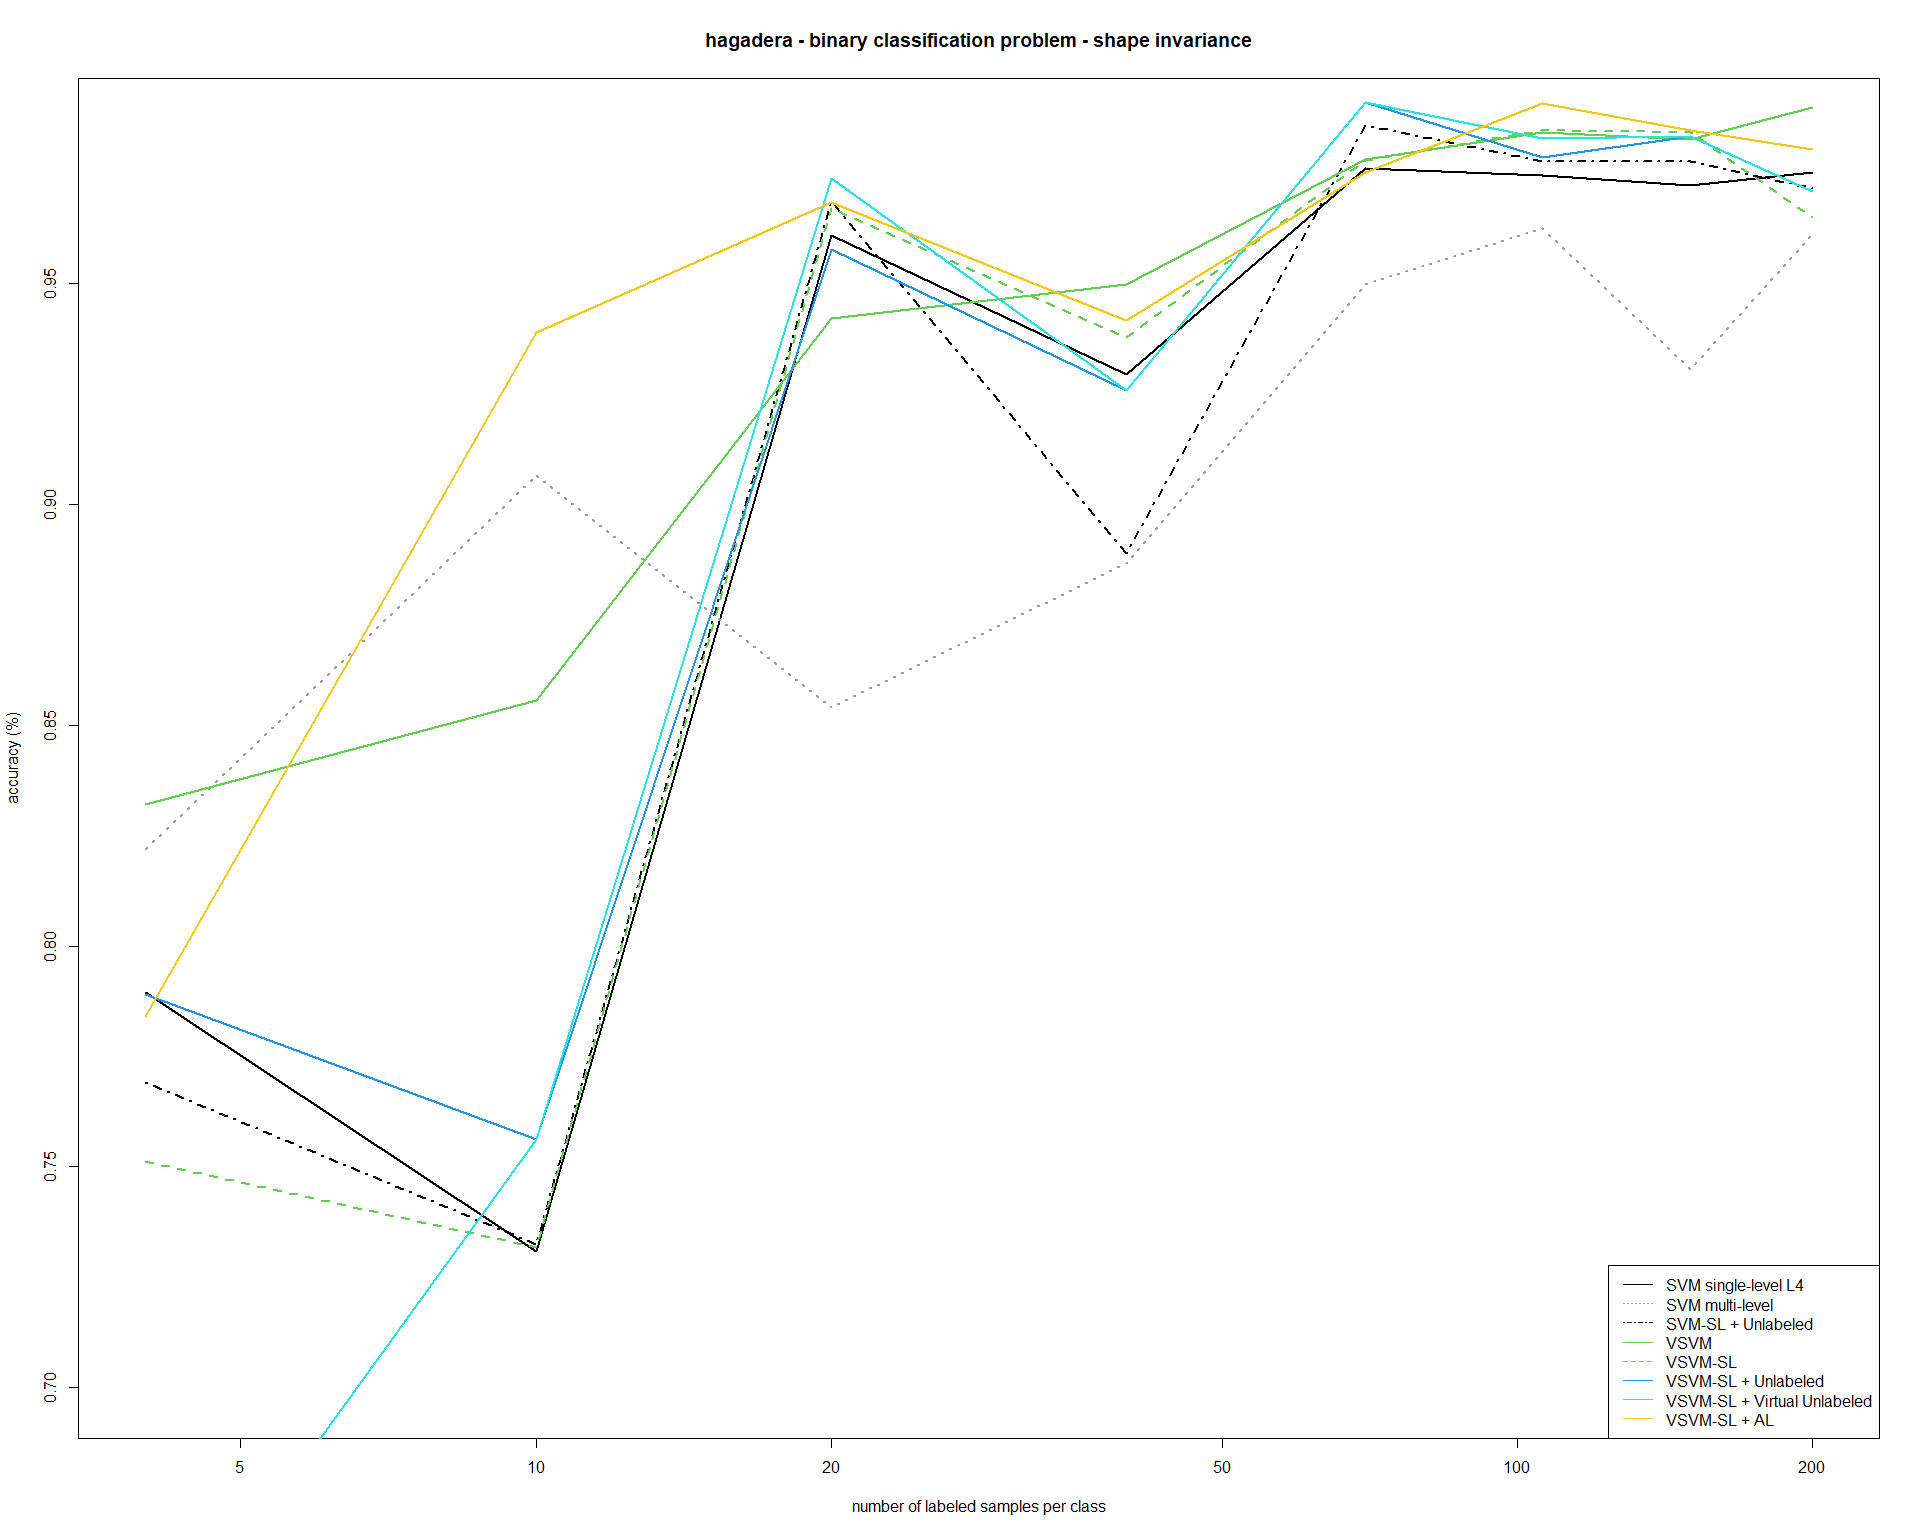 hagadera - binary classification problem - shape invariance
accuracy (%)
0.95
0.90
0.85
0.80
0.75
0.70
5 10 20 50 100 200
number of labeled samples per class
SVM single-level L4
SVM multi-level
SVM-SL + Unlabeled
VSVM
VSVM-SL
VSVM-SL + Unlabeled
VSVM-SL + Virtual Unlabeled
VSVM-SL + AL